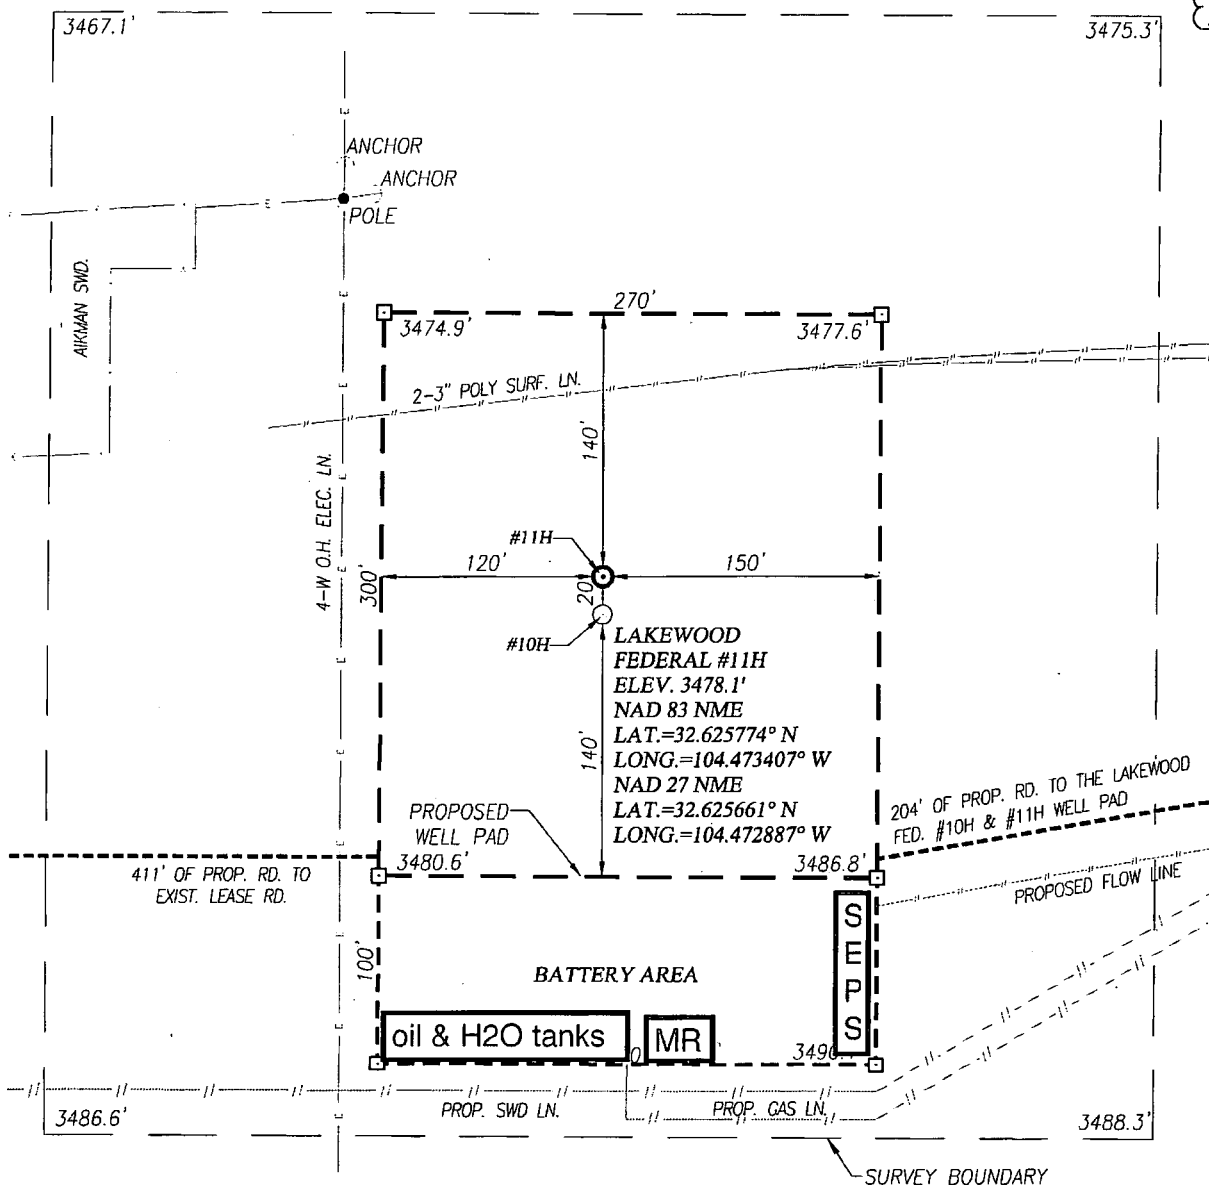 3467.1'
3475.3'
ANCHOR
ANCHOR
POLE
AIKMAN SWD.
270'
3474.9'
3477.6'
2-3" POLY SURF. LN.
140'
4-W O.H. ELEC. LN.
#11H
120'
150'
300'
20'
#10H
LAKEWOOD
FEDERAL #11H
ELEV. 3478.1'
NAD 83 NME
LAT.=32.625774° N
LONG.=104.473407° W
NAD 27 NME
LAT.=32.625661° N
LONG.=104.472887° W
140'
PROPOSED
WELL PAD
204' OF PROP. RD. TO THE LAKEWOOD
FED. #10H & #11H WELL PAD
3480.6'
3486.8'
411' OF PROP. RD. TO
EXIST. LEASE RD.
PROPOSED FLOW LINE
SEPS
100'
BATTERY AREA
oil & H2O tanks
MR
PROP. SWD LN.
PROP. GAS LN.
3486.6'
3488.3'
SURVEY BOUNDARY